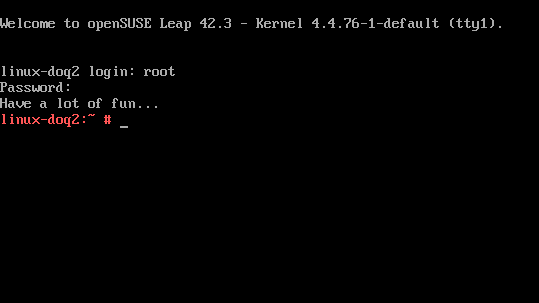 Welcome to openSUSE Leap 42.3 - Kernel 4.4.76-1-default (tty1).
linux-doq2 login: root
Password:
Have a lot of fun...
linux-doq2:~ # _